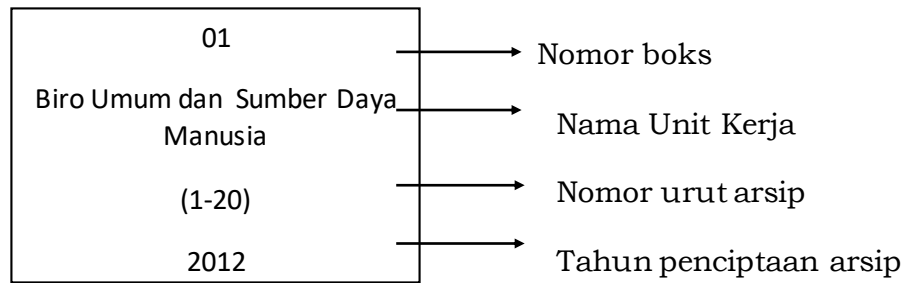 01
Nomor boks
Biro Umum dan Sumber Daya
Manusia
Nama Unit Kerja
(1-20)
Nomor urut arsip
2012
Tahun penciptaan arsip